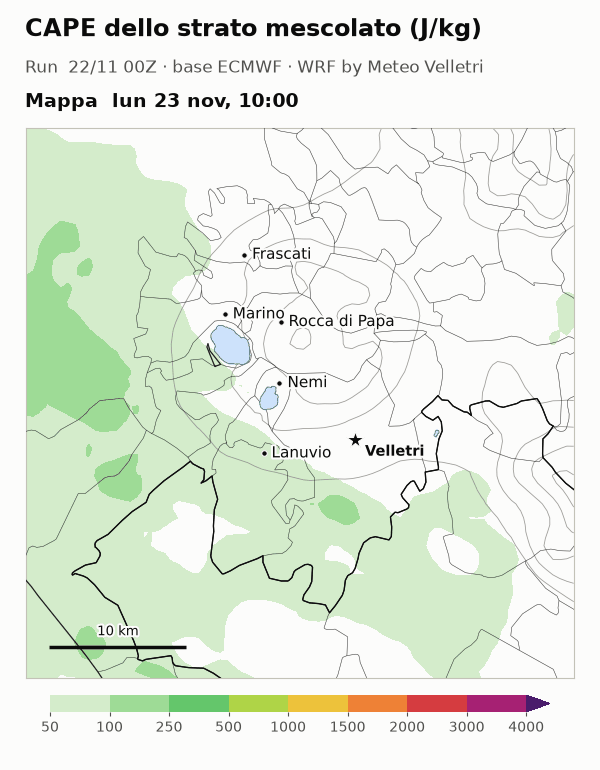 CAPE dello strato mescolato (J/kg)
Run  22/11 00Z · base ECMWF · WRF by Meteo Velletri
Mappa  lun 23 nov, 10:00
Frascati
Marino
Rocca di Papa
Nemi
Velletri
Lanuvio
10 km
50 100 250 500 1000 1500 2000 3000 4000